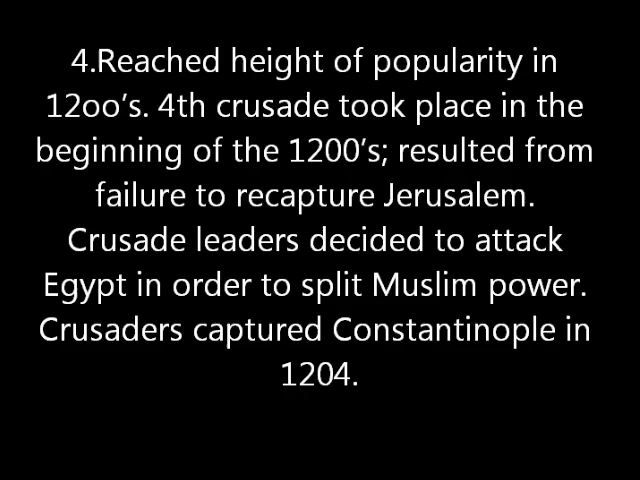 4.Reached height of popularity in
12oo's. 4th crusade took place in the
beginning of the 1200's; resulted from
failure to recapture Jerusalem.
Crusade leaders decided to attack
Egypt in order to split Muslim power.
Crusaders captured Constantinople in
1204.